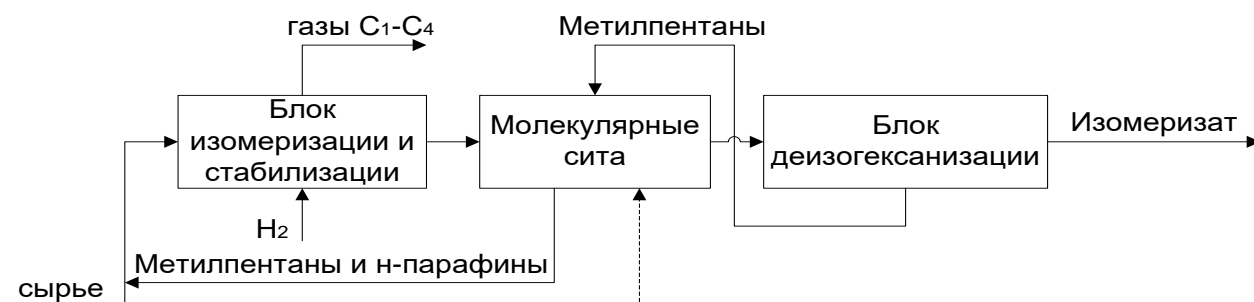 газы C1-C4
Метилпентаны
Блок
изомеризации и
стабилизации
Молекулярные
сита
Блок
деизогексанизации
Изомеризат
H2
Метилпентаны и н-парафины
сырье